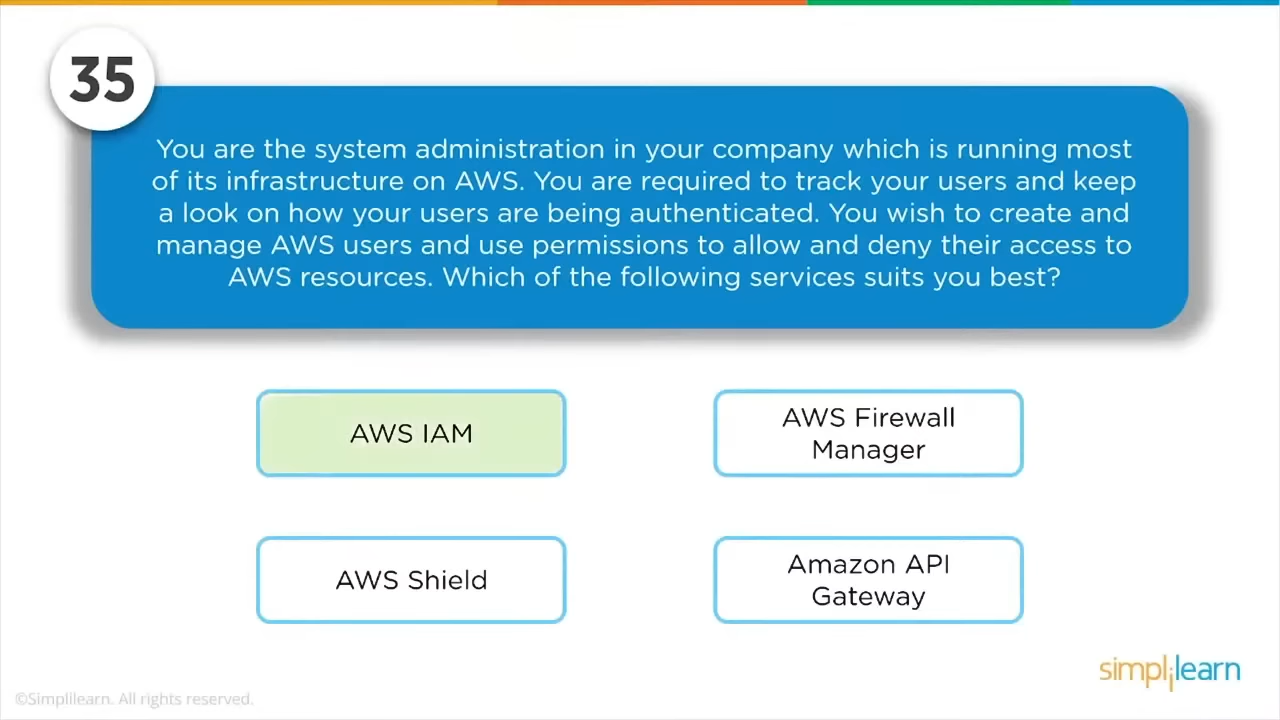 35
You are the system administration in your company which is running most
of its infrastructure on AWS. You are required to track your users and keep
a look on how your users are being authenticated. You wish to create and
manage AWS users and use permissions to allow and deny their access to
AWS resources. Which of the following services suits you best?
AWS IAM
AWS Firewall
Manager
AWS Shield
Amazon API
Gateway
simplilearn
©Simplilearn. All rights reserved.